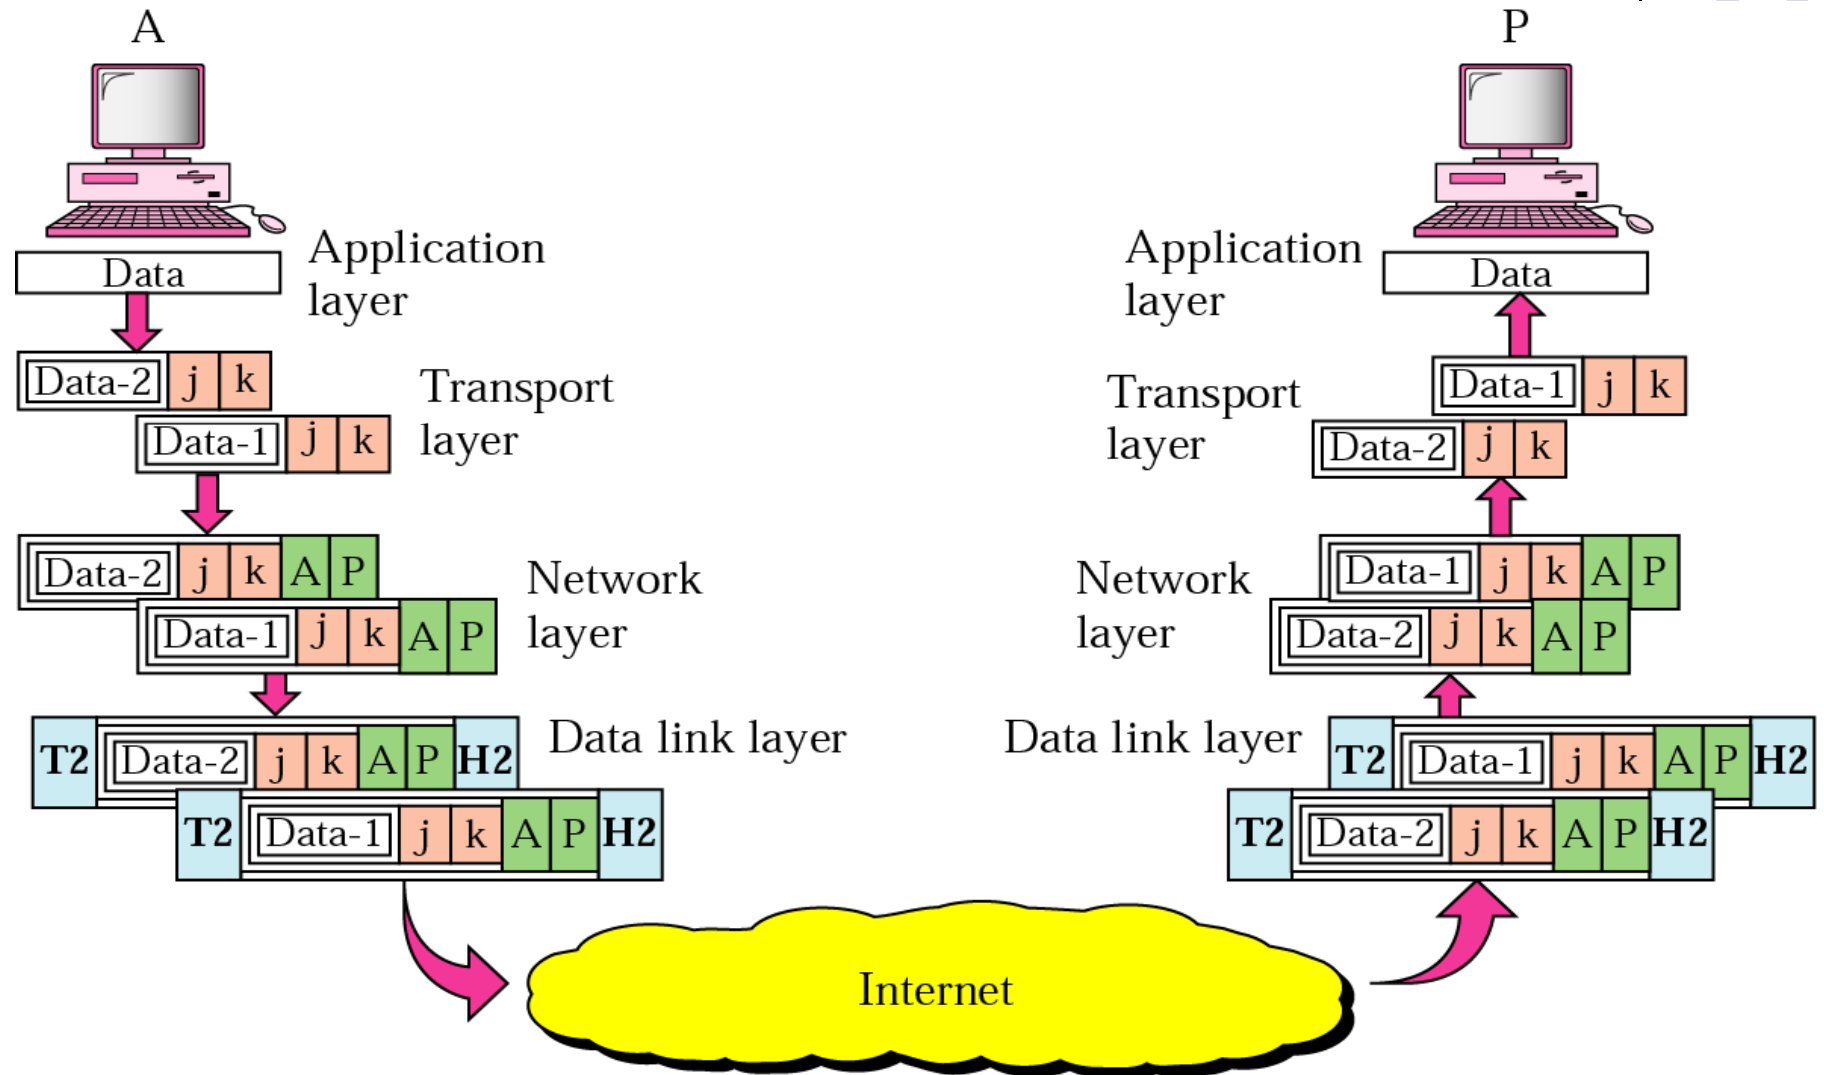 A
P
Data
Application
layer
Application
layer
Data
Data-2 j k
Data-1 j k
Transport
layer
Transport
layer
Data-1 j k
Data-2 j k
Data-2 j k A P
Data-1 j k A P
Network
layer
Network
layer
Data-1 j k A P
Data-2 j k A P
T2 Data-2 j k A P H2
T2 Data-1 j k A P H2
Data link layer
Data link layer
T2 Data-1 j k A P H2
T2 Data-2 j k A P H2
Internet